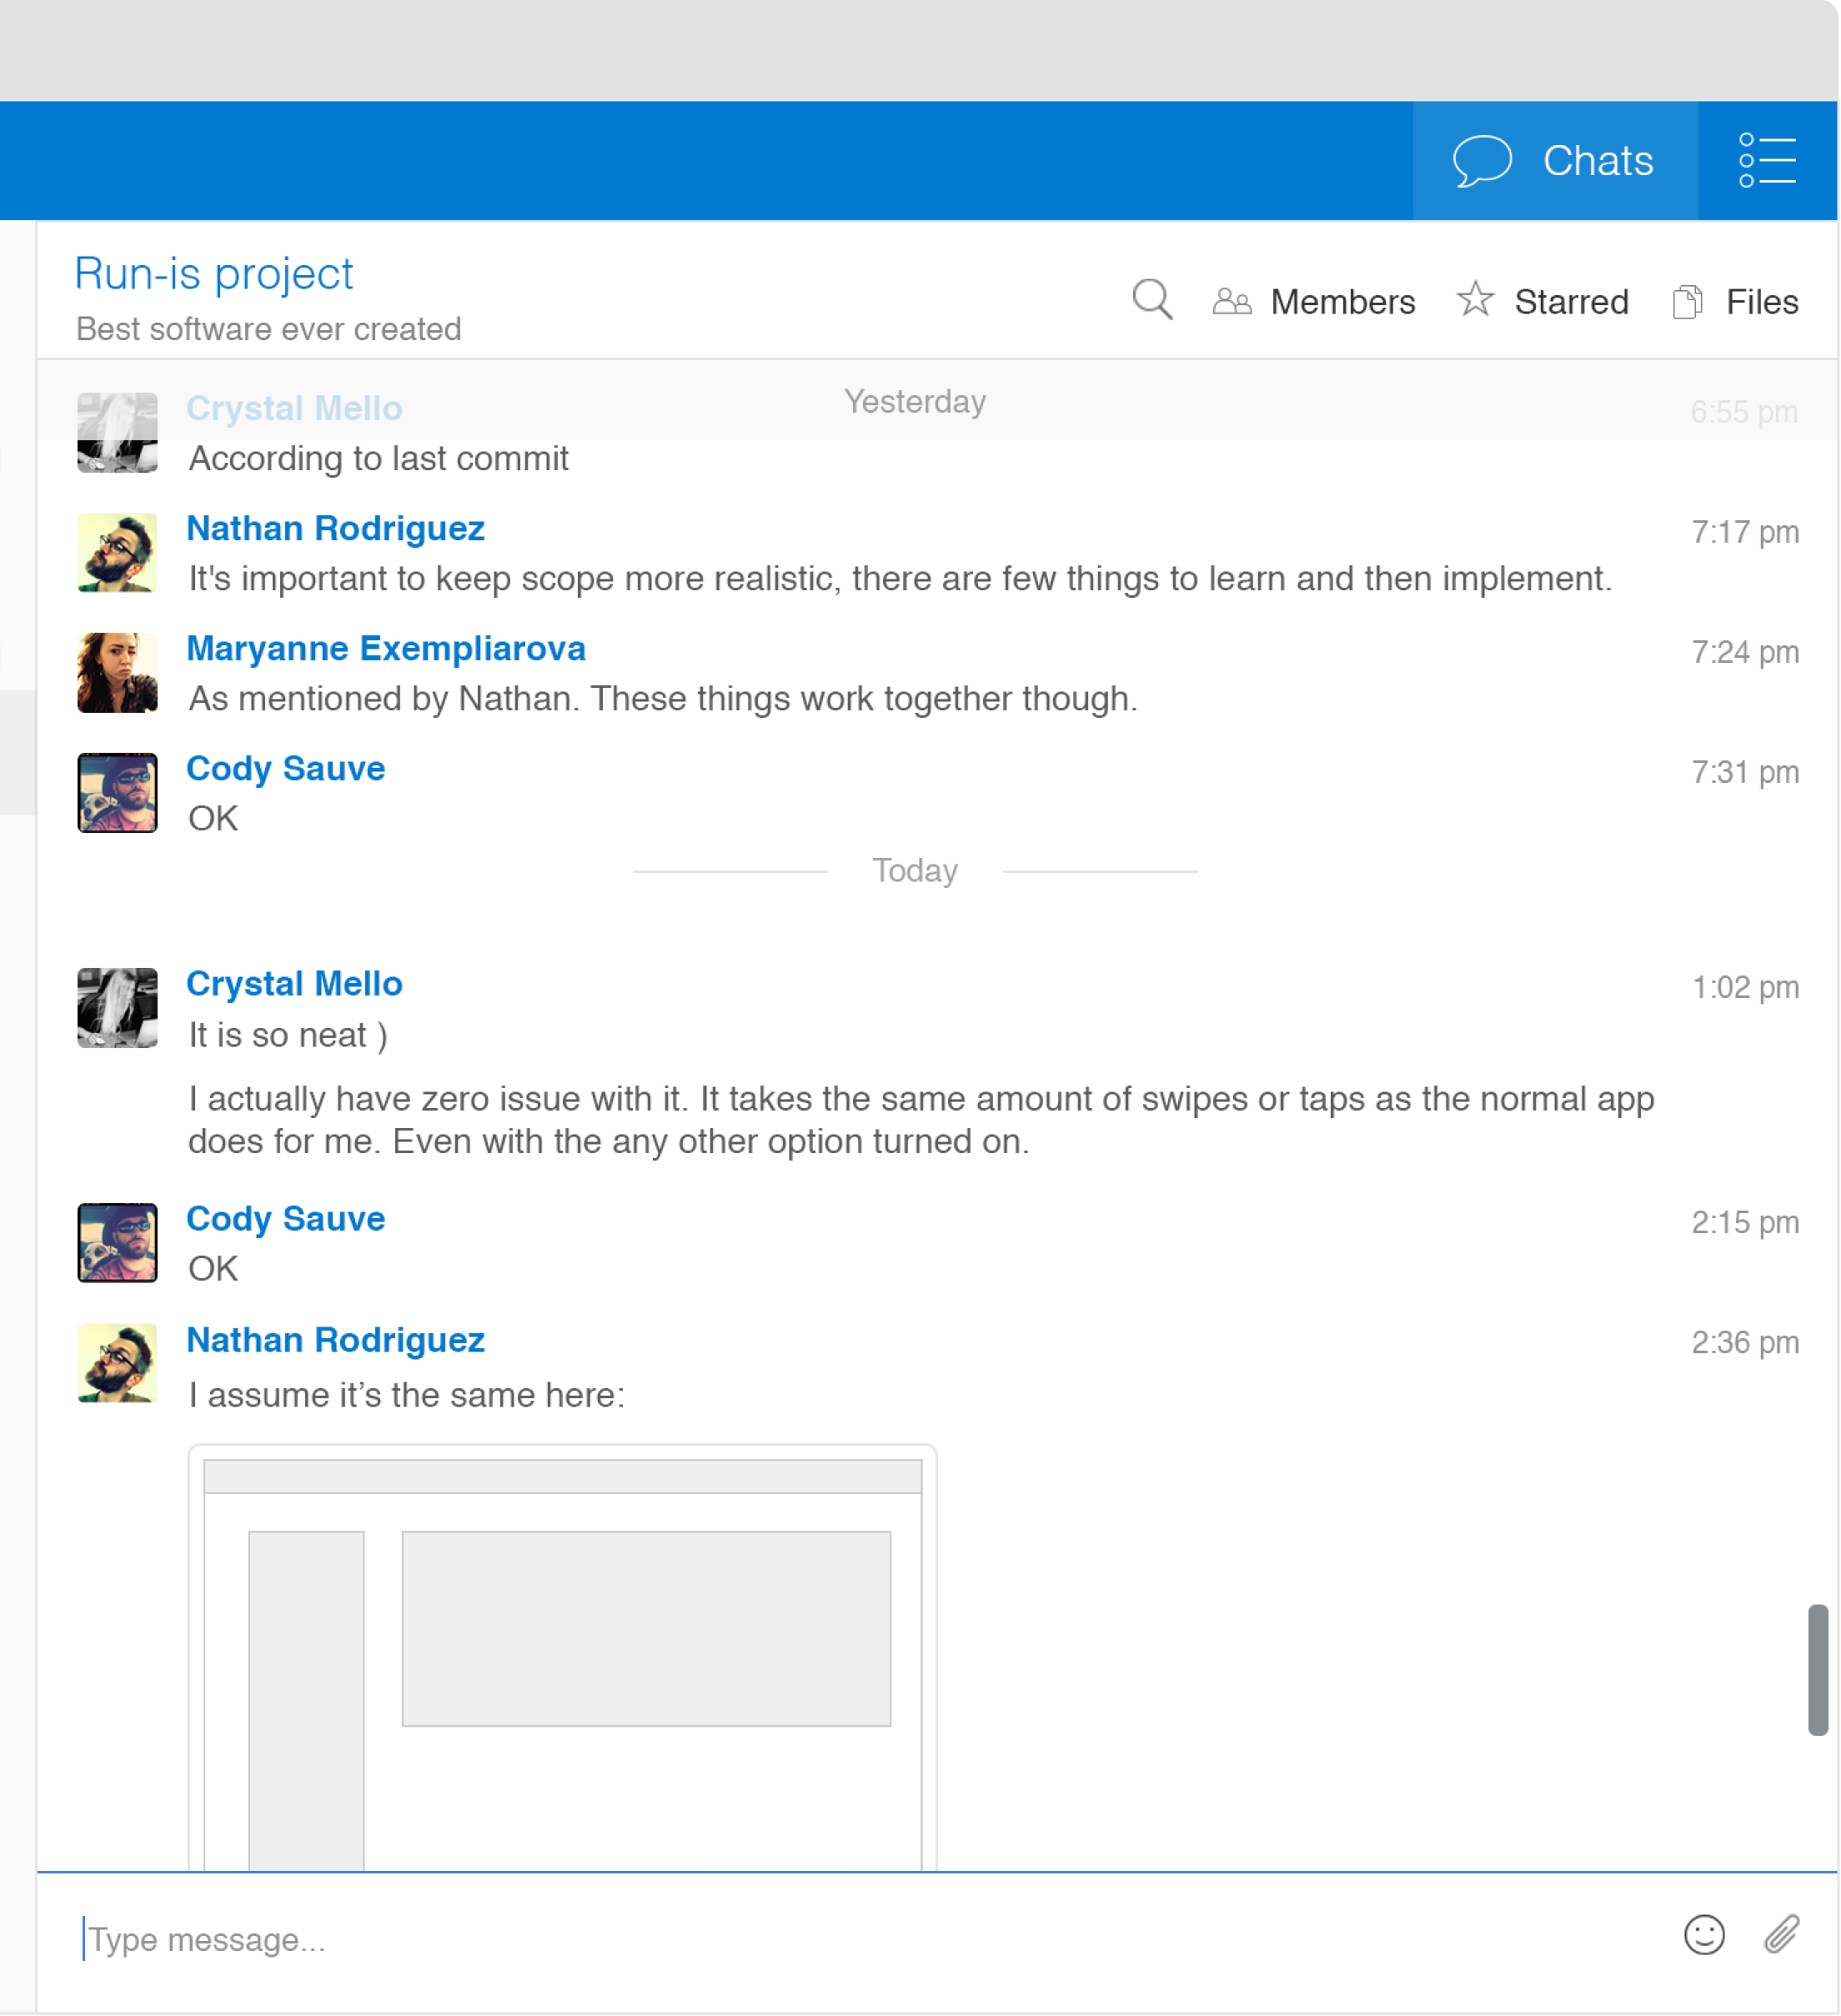 Chats
Run-is project
Best software ever created
Members
Starred
Files
Yesterday
Crystal Mello
6:55 pm
According to last commit
Nathan Rodriguez
7:17 pm
It's important to keep scope more realistic, there are few things to learn and then implement.
Maryanne Exempliarova
7:24 pm
As mentioned by Nathan. These things work together though.
Cody Sauve
7:31 pm
OK
Today
Crystal Mello
1:02 pm
It is so neat )
I actually have zero issue with it. It takes the same amount of swipes or taps as the normal app
does for me. Even with the any other option turned on.
Cody Sauve
2:15 pm
OK
Nathan Rodriguez
2:36 pm
I assume it’s the same here:
Type message...